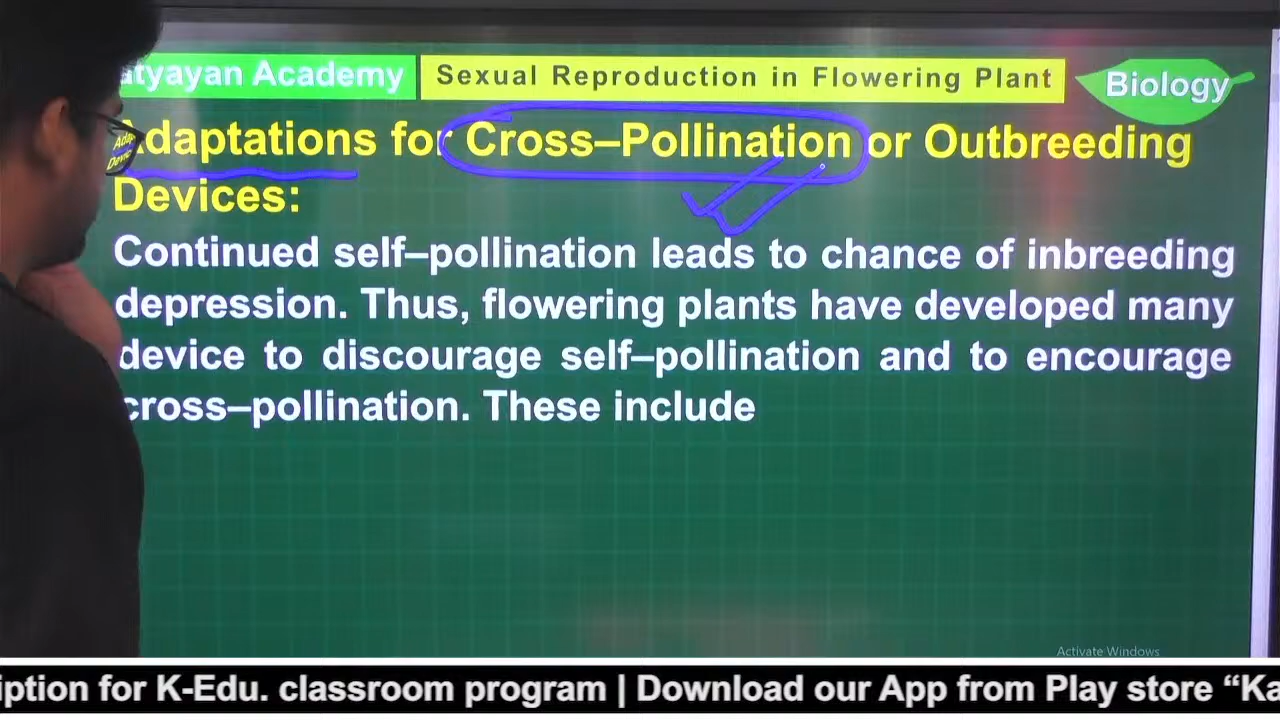 atyayan Academy
Sexual Reproduction in Flowering Plant
Biology
Adaptations for Cross–Pollination or Outbreeding
Devices:
Continued self–pollination leads to chance of inbreeding
depression. Thus, flowering plants have developed many
device to discourage self–pollination and to encourage
cross–pollination. These include
Activate Windows
iption for K-Edu. classroom program | Download our App from Play store “Ka